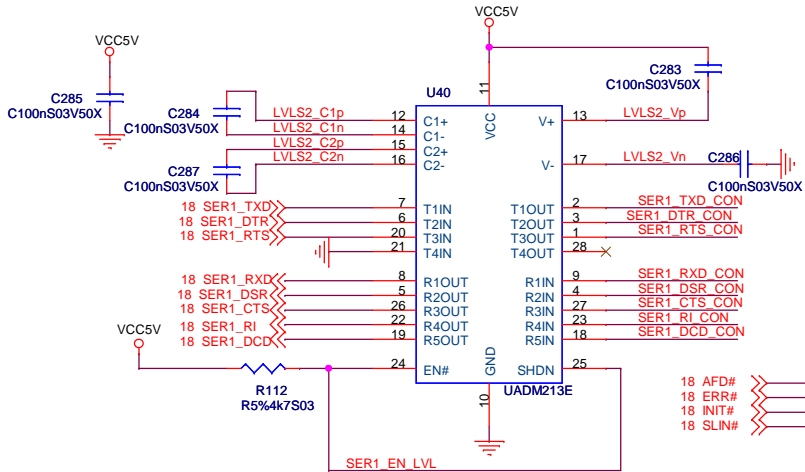 VCC5V
VCC5V
C285
C100nS03V50X
C284
C100nS03V50X
C287
C100nS03V50X
C283
C100nS03V50X
C286
C100nS03V50X
U40
11
VCC
LVLS2_C1p 12 C1+
LVLS2_C1n 14 C1-
LVLS2_C2p 15 C2+
LVLS2_C2n 16 C2-
V+ 13 LVLS2_Vp
V- 17 LVLS2_Vn
18 SER1_TXD 7 T1IN
18 SER1_DTR 6 T2IN
18 SER1_RTS 20 T3IN
21 T4IN
T1OUT 2 SER1_TXD_CON
T2OUT 3 SER1_DTR_CON
T3OUT 1 SER1_RTS_CON
T4OUT 28
18 SER1_RXD 8 R1OUT
18 SER1_DSR 5 R2OUT
18 SER1_CTS 26 R3OUT
18 SER1_RI 22 R4OUT
18 SER1_DCD 19 R5OUT
R1IN 9 SER1_RXD_CON
R2IN 4 SER1_DSR_CON
R3IN 27 SER1_CTS_CON
R4IN 23 SER1_RI_CON
R5IN 18 SER1_DCD_CON
VCC5V
24 EN#
GND
10
SHDN 25
R112
R5%4k7S03
UADM213E
SER1_EN_LVL
18 AFD#
18 ERR#
18 INIT#
18 SLIN#